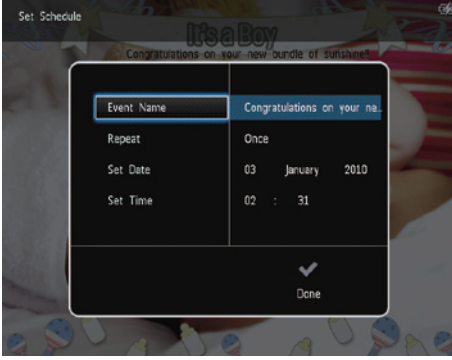 Set Schedule
It's a Boy
Congratulations on your new bundle of sunshine!
Event Name Congratulations on your ne...
Repeat Once
Set Date 03 January 2010
Set Time 02 : 31
Done